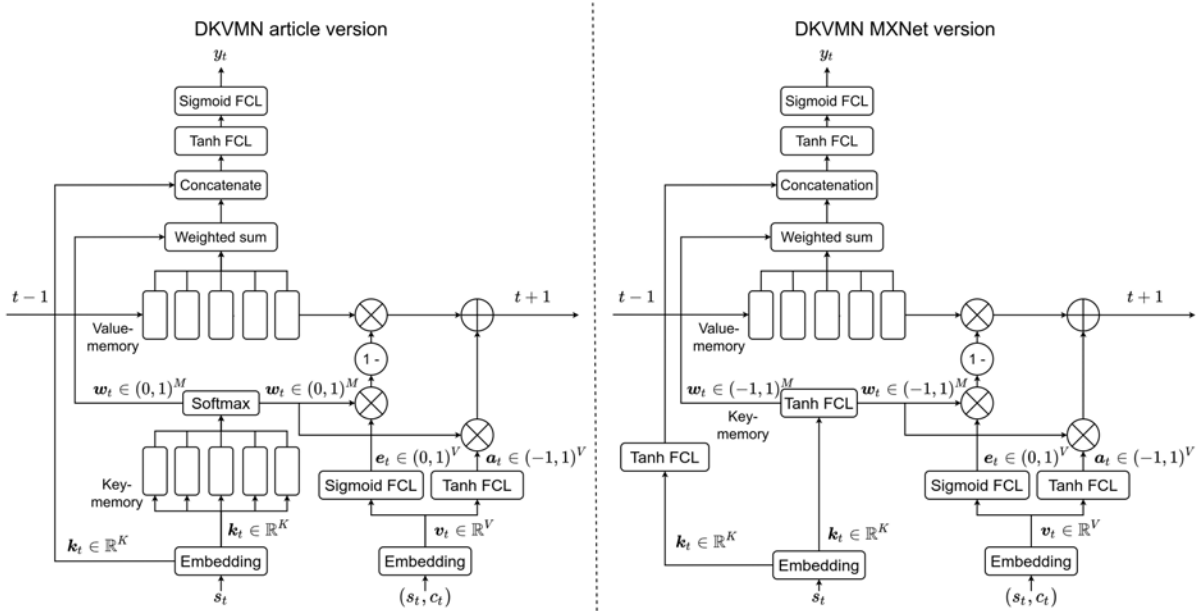 DKVMN article version
y_t
Sigmoid FCL
Tanh FCL
Concatenate
Weighted sum
t − 1
t + 1
Value-
memory
1 -
w_t ∈ (0, 1)^M
w_t ∈ (0, 1)^M
Softmax
e_t ∈ (0, 1)^V
a_t ∈ (−1, 1)^V
Key-
memory
Sigmoid FCL
Tanh FCL
k_t ∈ ℝ^K
k_t ∈ ℝ^K
v_t ∈ ℝ^V
Embedding
Embedding
s_t
(s_t, c_t)
DKVMN MXNet version
y_t
Sigmoid FCL
Tanh FCL
Concatenation
Weighted sum
t − 1
t + 1
Value-
memory
1 -
w_t ∈ (−1, 1)^M
w_t ∈ (−1, 1)^M
Tanh FCL
Key-
memory
Tanh FCL
e_t ∈ (0, 1)^V
a_t ∈ (−1, 1)^V
Sigmoid FCL
Tanh FCL
k_t ∈ ℝ^K
k_t ∈ ℝ^K
v_t ∈ ℝ^V
Embedding
Embedding
s_t
(s_t, c_t)